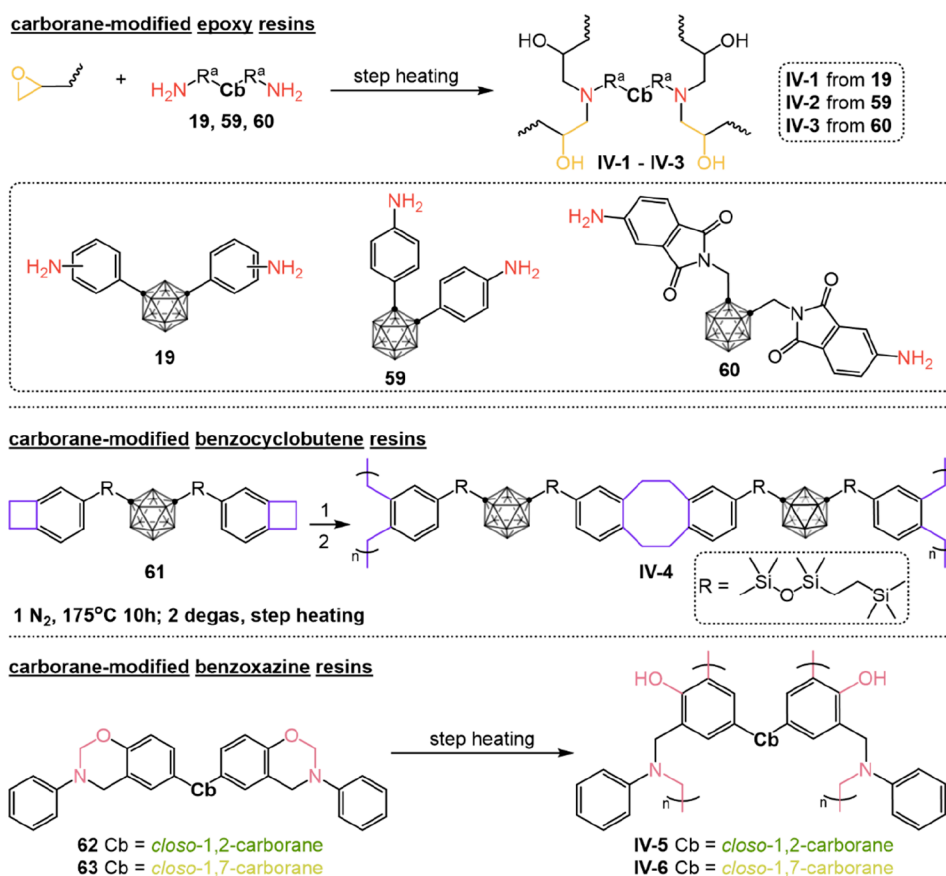 carborane-modified epoxy resins
O
+
H₂N
Rᵃ
Cb
Rᵃ
NH₂
19, 59, 60
step heating
HO
OH
N
Rᵃ
Cb
Rᵃ
N
OH
OH
IV-1 - IV-3
IV-1 from 19
IV-2 from 59
IV-3 from 60
H₂N
NH₂
19
NH₂
NH₂
59
H₂N
O
N
O
O
N
O
NH₂
60
carborane-modified benzocyclobutene resins
R
R
61
1
2
R
R
R
R
n
n
IV-4
R =
Si
O
Si
Si
1 N₂, 175°C 10h; 2 degas, step heating
carborane-modified benzoxazine resins
O
N
Cb
O
N
62 Cb = closo-1,2-carborane
63 Cb = closo-1,7-carborane
step heating
HO
OH
Cb
N
N
n
n
IV-5 Cb = closo-1,2-carborane
IV-6 Cb = closo-1,7-carborane